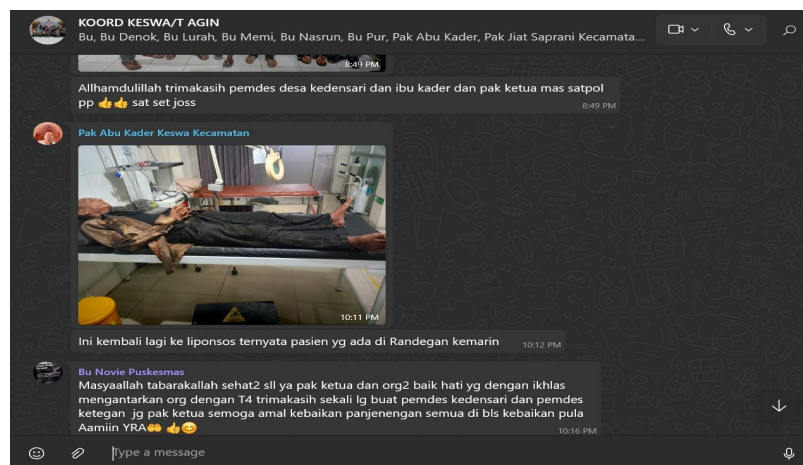 KOORD KESWA/T AGIN
Bu, Bu Denok, Bu Lurah, Bu Memi, Bu Nasrun, Bu Pur, Pak Abu Kader, Pak Jiat Saprani Kecamata...
8:49 PM
Allhamdulillah trimakasih pemdes desa kedensari dan ibu kader dan pak ketua mas satpol
pp 👍👍 sat set joss
8:49 PM
Pak Abu Kader Keswa Kecamatan
10:11 PM
Ini kembali lagi ke liponsos ternyata pasien yg ada di Randegan kemarin
10:12 PM
Bu Novie Puskesmas
Masyaallah tabarakallah sehat2 sll ya pak ketua dan org2 baik hati yg dengan ikhlas
mengantarkan org dengan T4 trimakasih sekali lg buat pemdes kedensari dan pemdes
ketegan jg pak ketua semoga amal kebaikan panjenengan semua di bls kebaikan pula
Aamiin YRA🤲 👍😊
10:16 PM
Type a message